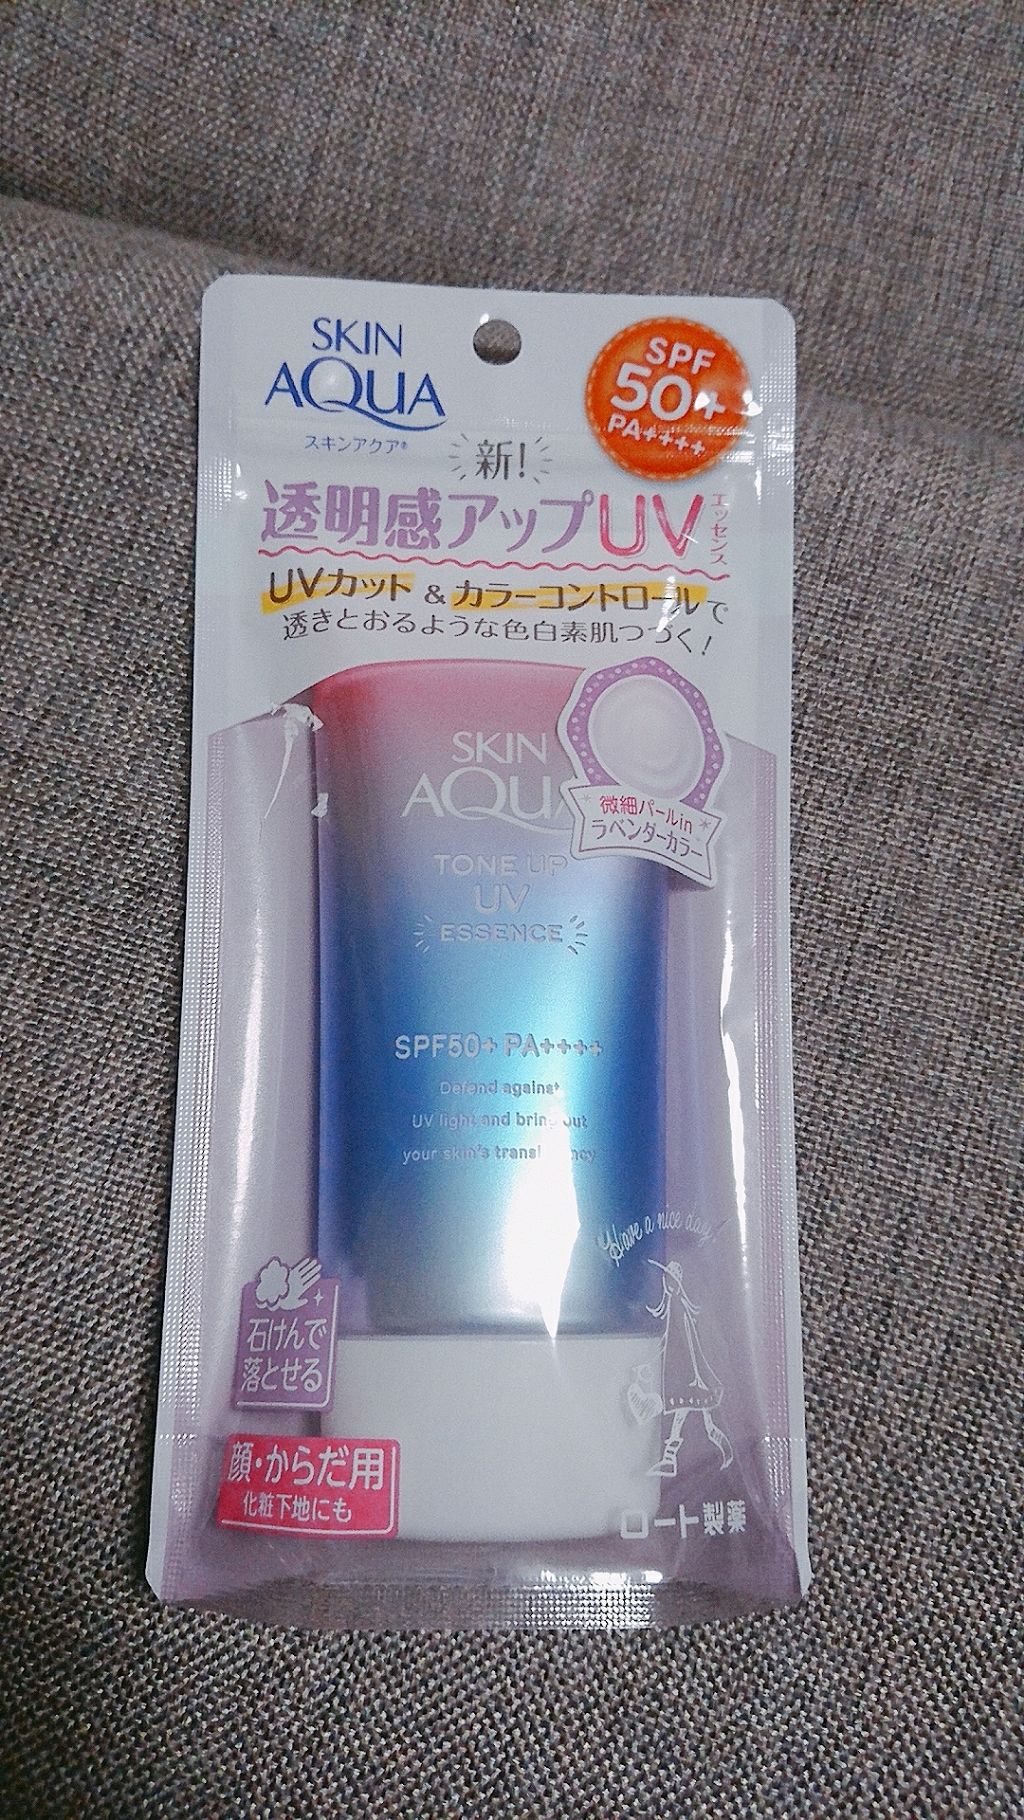 SKIN
AQUA
スキンアクア®
SPF
50+
PA++++
新!
透明感アップUV
エッセンス
UVカット & カラーコントロールで
透きとおるような色白素肌つづく!
SKIN
AQUA
微細パールin
ラベンダーカラー
TONE UP
UV
ESSENCE
SPF50+ PA++++
Defend against
UV light and bring out
your skin's
Have a nice day!
石けんで
落とせる
顔・からだ用
化粧下地にも
ロート製薬